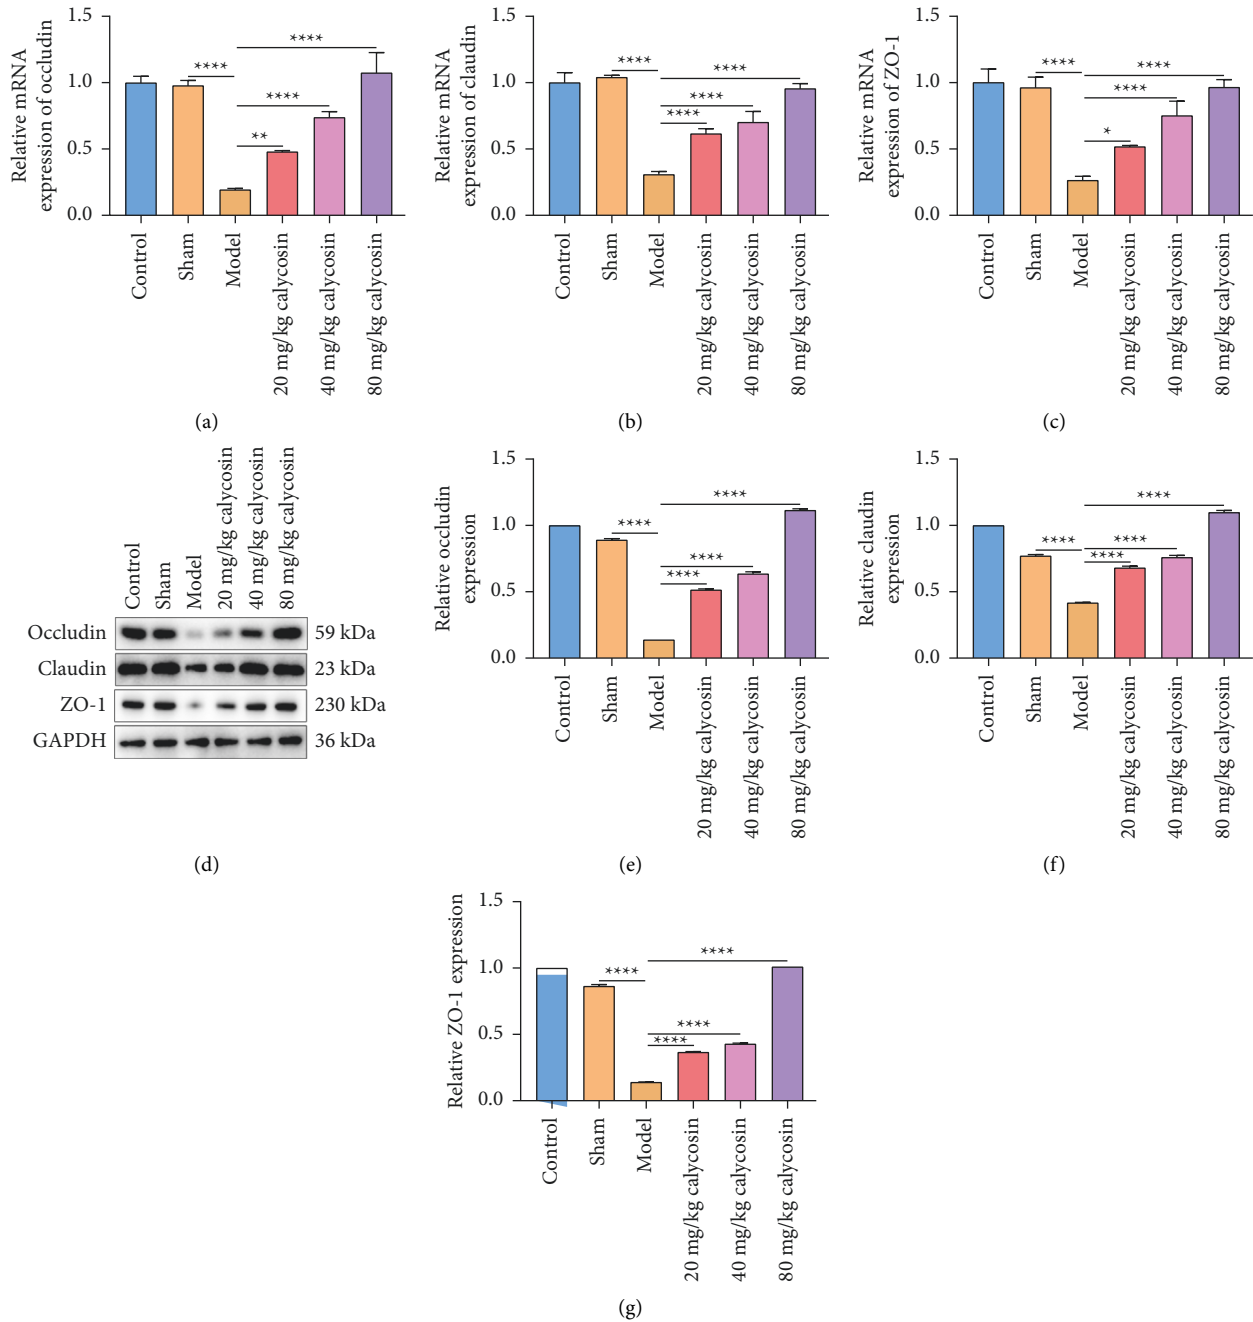 Relative mRNA
expression of occludin
1.5
1.0
0.5
0.0
****
****
****
**
Control
Sham
Model
20 mg/kg calycosin
40 mg/kg calycosin
80 mg/kg calycosin
(a)
Relative mRNA
expression of claudin
1.5
1.0
0.5
0.0
****
****
****
****
Control
Sham
Model
20 mg/kg calycosin
40 mg/kg calycosin
80 mg/kg calycosin
(b)
Relative mRNA
expression of ZO-1
1.5
1.0
0.5
0.0
****
****
****
*
Control
Sham
Model
20 mg/kg calycosin
40 mg/kg calycosin
80 mg/kg calycosin
(c)
Control
Sham
Model
20 mg/kg calycosin
40 mg/kg calycosin
80 mg/kg calycosin
Occludin 59 kDa
Claudin 23 kDa
ZO-1 230 kDa
GAPDH 36 kDa
(d)
Relative occludin
expression
1.5
1.0
0.5
0.0
****
****
****
****
Control
Sham
Model
20 mg/kg calycosin
40 mg/kg calycosin
80 mg/kg calycosin
(e)
Relative claudin
expression
1.5
1.0
0.5
0.0
****
****
****
****
Control
Sham
Model
20 mg/kg calycosin
40 mg/kg calycosin
80 mg/kg calycosin
(f)
Relative ZO-1 expression
1.5
1.0
0.5
0.0
****
****
****
****
Control
Sham
Model
20 mg/kg calycosin
40 mg/kg calycosin
80 mg/kg calycosin
(g)